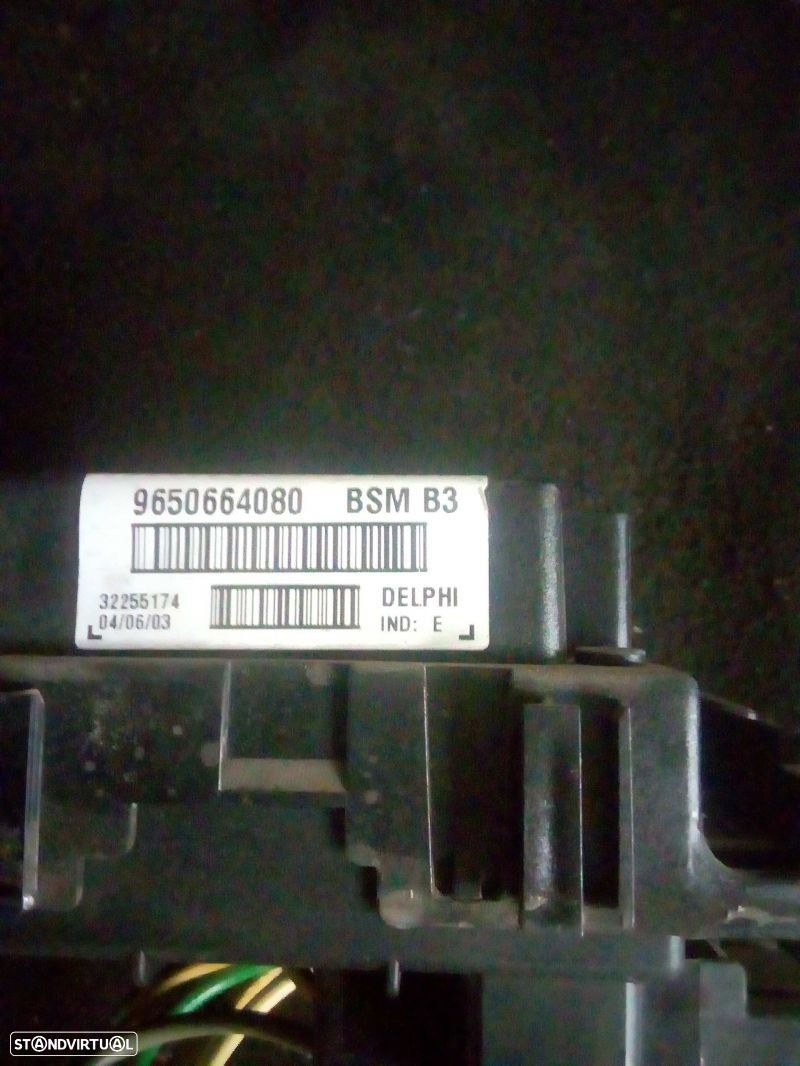 9650664080 BSM B3
32255174 DELPHI
04/06/03 IND: E
STANDVIRTUAL